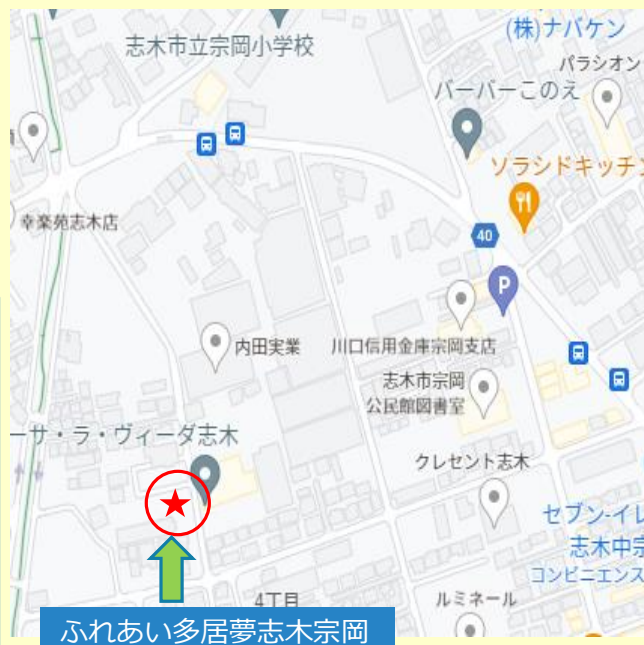 (株)ナバケン
志木市立宗岡小学校
パラシオン
バーバーこのえ
ソラシドキッチン
幸楽苑志木店
40
P
内田実業
川口信用金庫宗岡支店
志木市宗岡
公民館図書室
ーサ・ラ・ヴィーダ志木
クレセント志木
セブン-イレ
志木中宗
コンビニエンス
4丁目
ルミネール
ふれあい多居夢志木宗岡